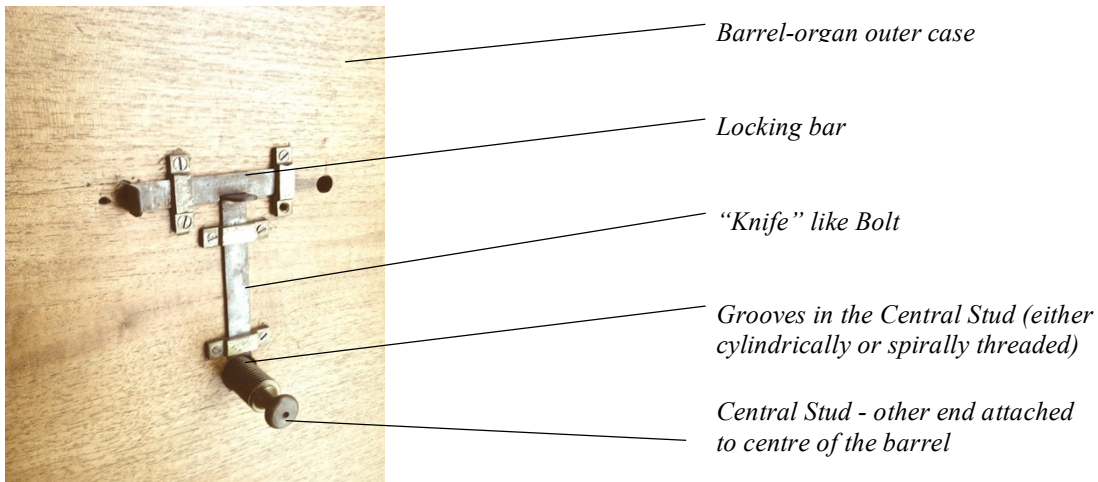 Barrel-organ outer case
Locking bar
“Knife” like Bolt
Grooves in the Central Stud (either
cylindrically or spirally threaded)
Central Stud - other end attached
to centre of the barrel